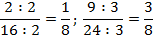 2 : 2 / 16 : 2 = 1/8 ; 9 : 3 / 24 : 3 = 3/8